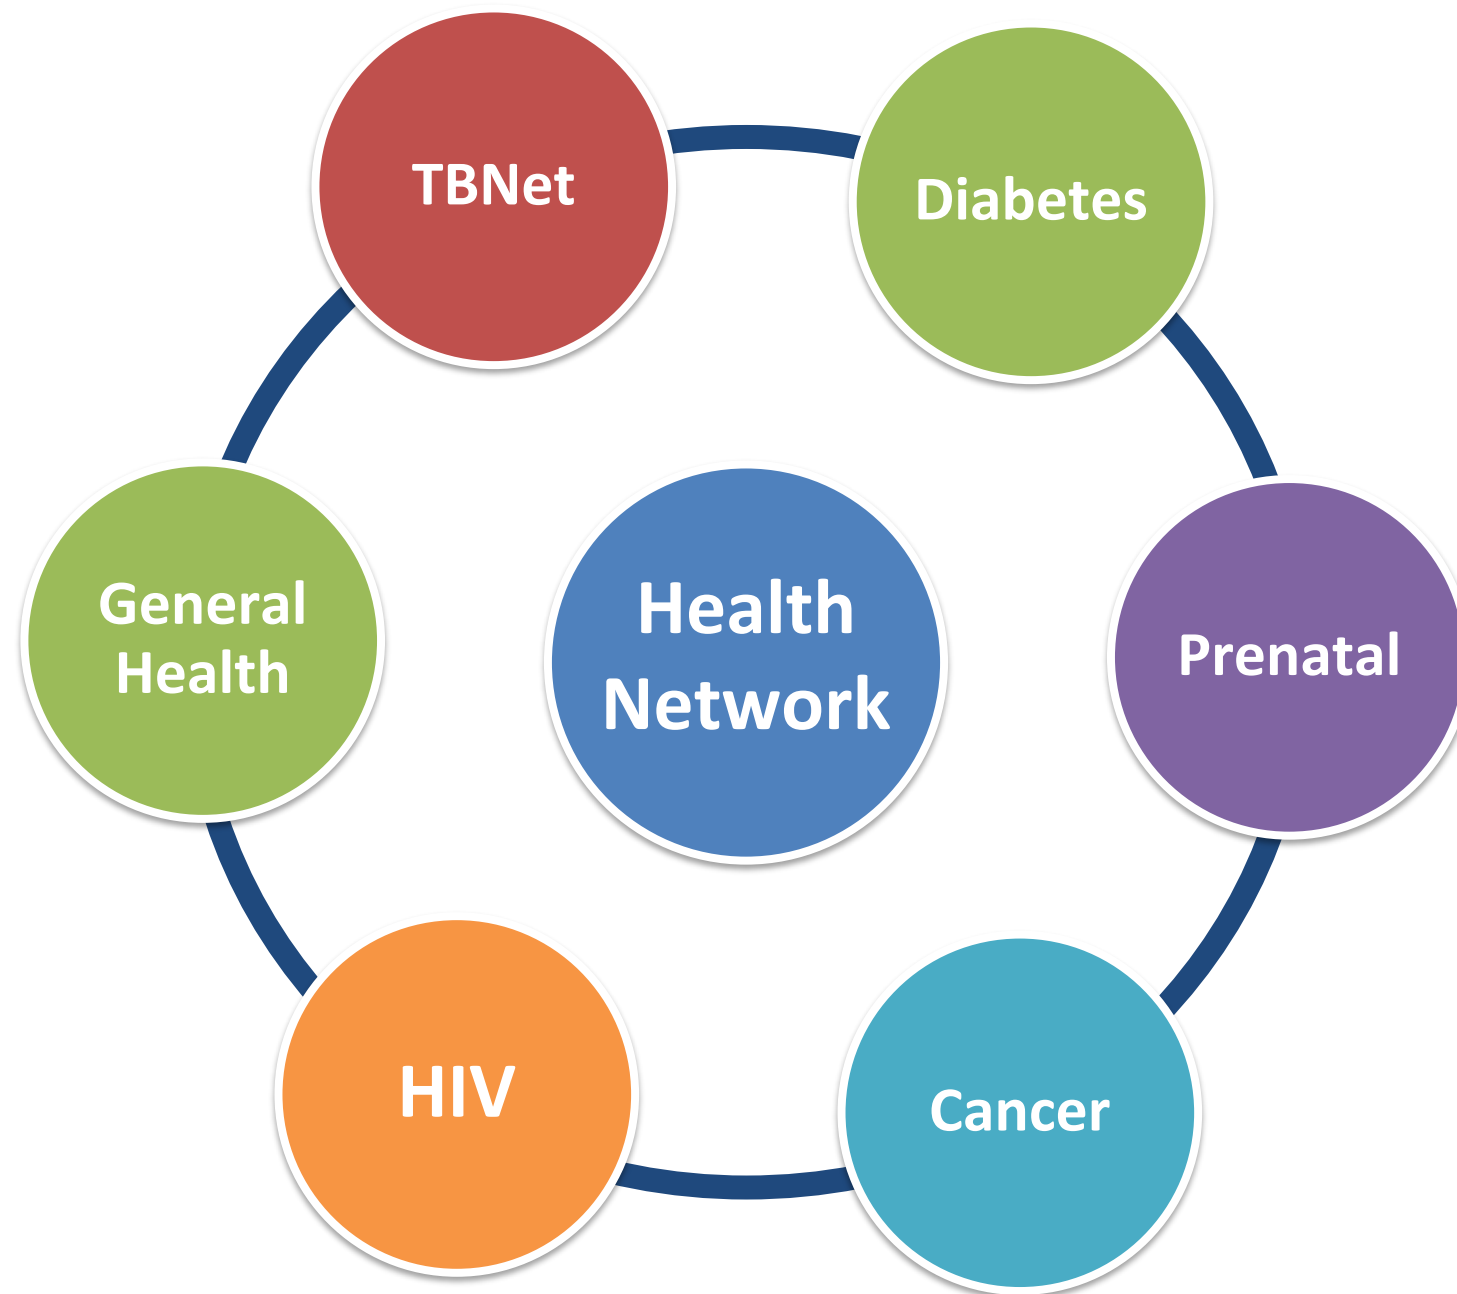 TBNet
Diabetes
General
Health
Health
Network
Prenatal
HIV
Cancer